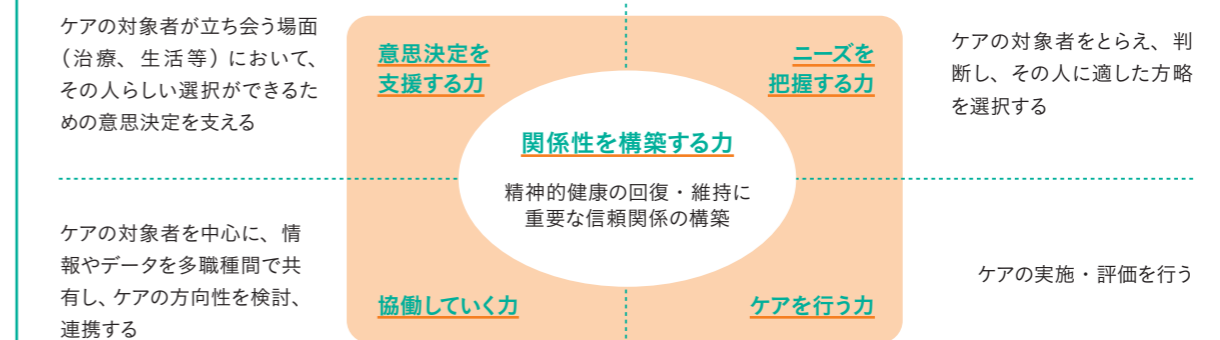 ケアの対象者が立ち会う場面
（治療、生活等）において、
その人らしい選択ができるた
めの意思決定を支える
意思決定を
支援する力
ニーズを
把握する力
ケアの対象者をとらえ、判
断し、その人に適した方略
を選択する
関係性を構築する力
精神的健康の回復・維持に
重要な信頼関係の構築
ケアの対象者を中心に、情
報やデータを多職種間で共
有し、ケアの方向性を検討、
連携する
協働していく力
ケアを行う力
ケアの実施・評価を行う